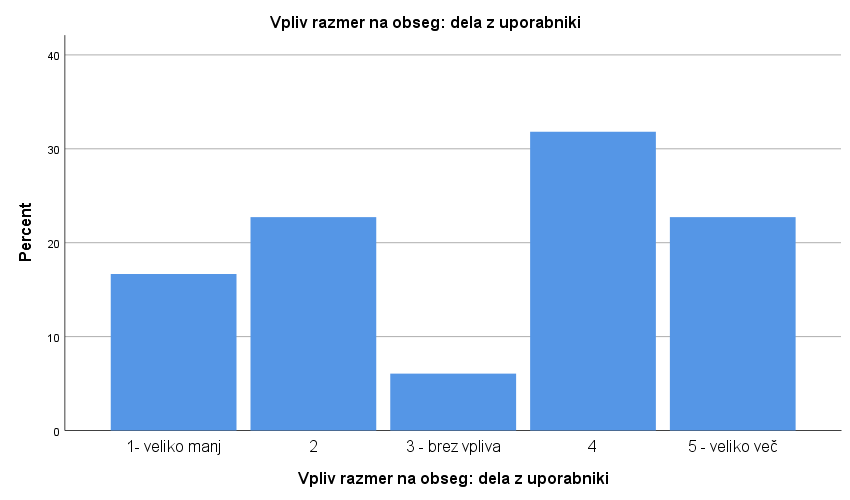 Vpliv razmer na obseg: dela z uporabniki
Percent
40
30
20
10
0
1- veliko manj
2
3 - brez vpliva
4
5 - veliko več
Vpliv razmer na obseg: dela z uporabniki